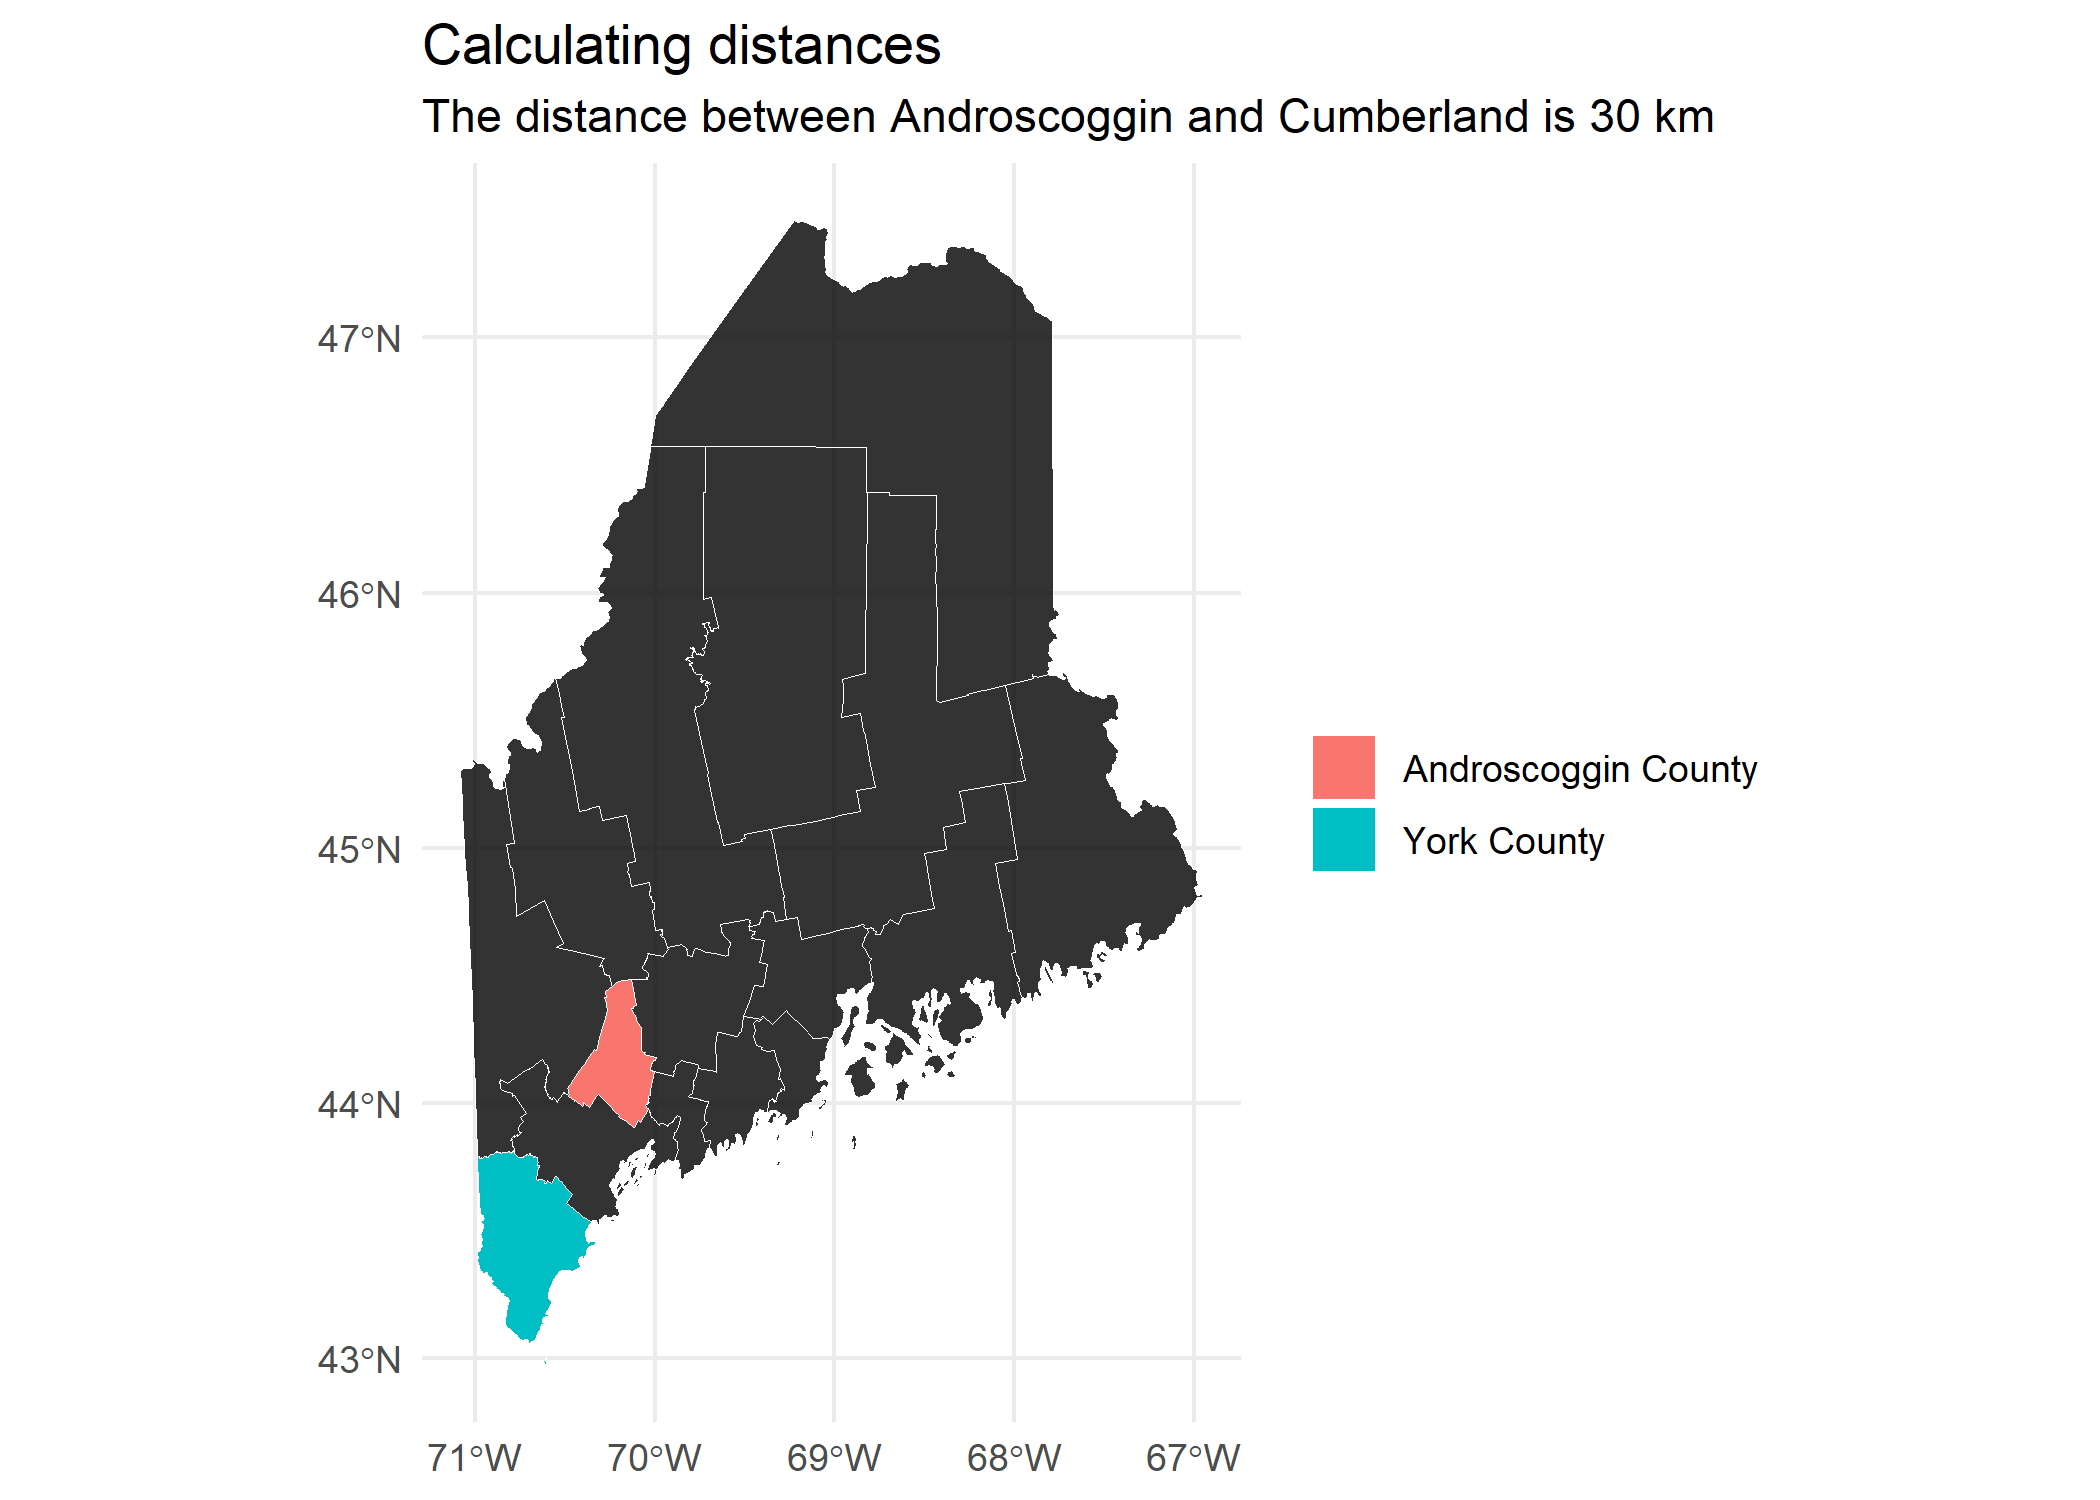 Calculating distances
The distance between Androscoggin and Cumberland is 30 km
47°N
46°N
45°N
44°N
43°N
71°W
70°W
69°W
68°W
67°W
Androscoggin County
York County